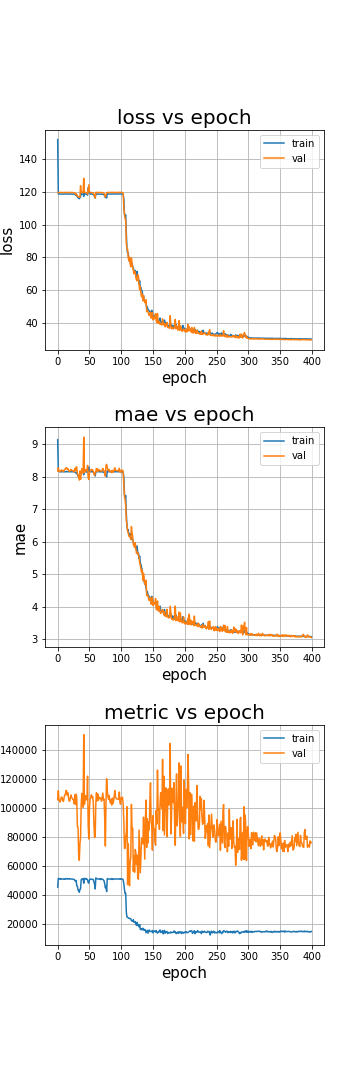 loss vs epoch
train
val
140
120
100
80
60
40
loss
0 50 100 150 200 250 300 350 400
epoch
mae vs epoch
train
val
9
8
7
6
5
4
3
mae
0 50 100 150 200 250 300 350 400
epoch
metric vs epoch
train
val
140000
120000
100000
80000
60000
40000
20000
0 50 100 150 200 250 300 350 400
epoch